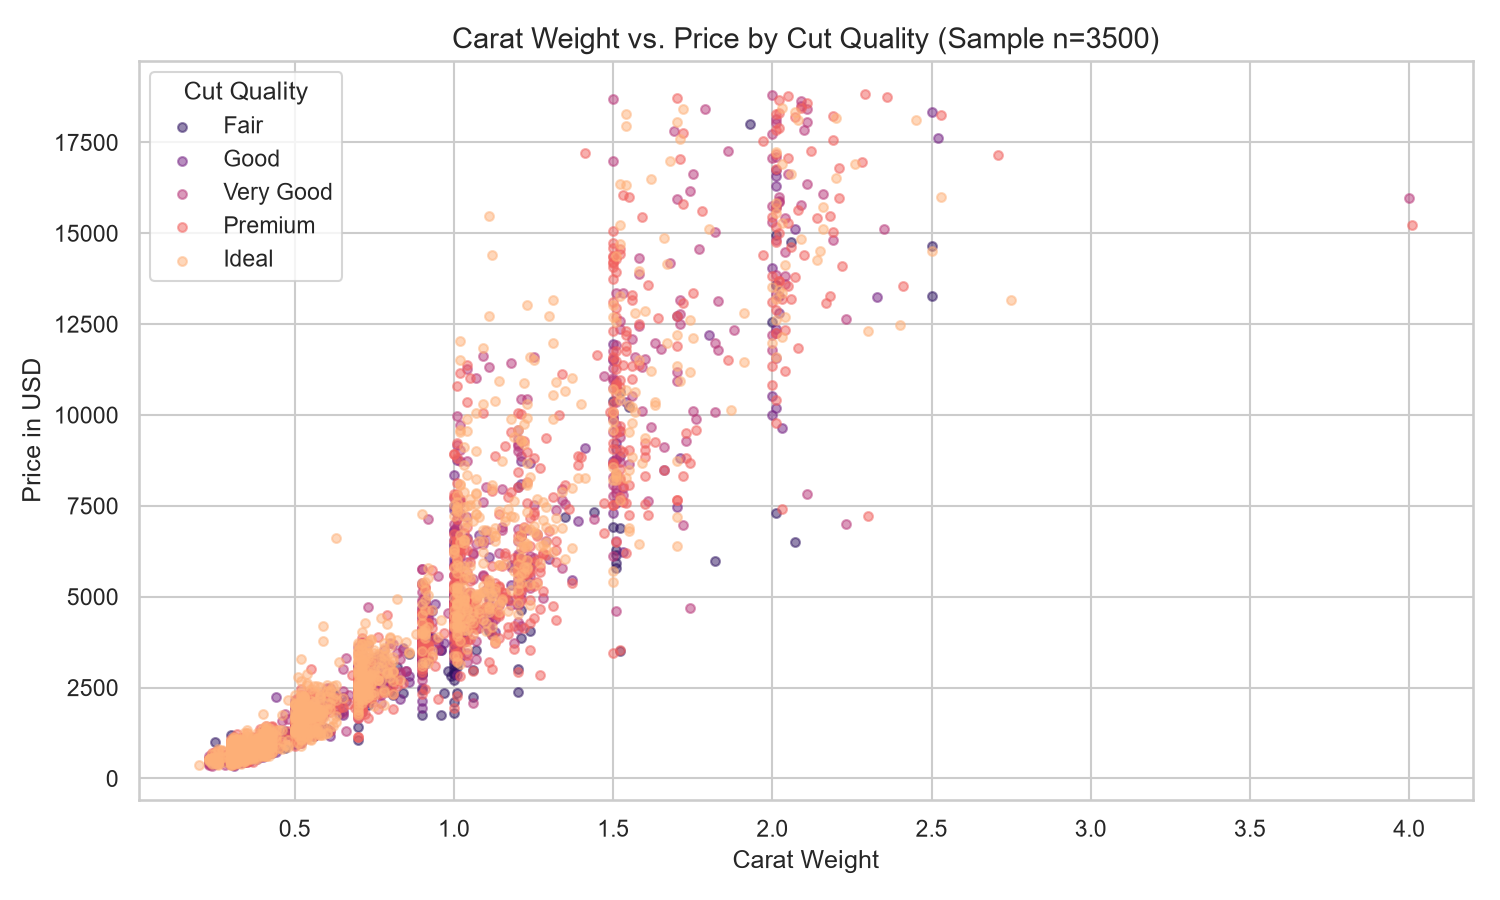 Carat Weight vs. Price by Cut Quality (Sample n=3500)
Cut Quality
Fair
Good
Very Good
Premium
Ideal
Price in USD
17500
15000
12500
10000
7500
5000
2500
0
0.5 1.0 1.5 2.0 2.5 3.0 3.5 4.0
Carat Weight